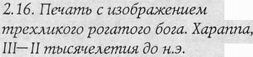 2.16. Печать с изображением
трехликого рогатого бога. Хараппа,
III—II тысячелетия до н.э.